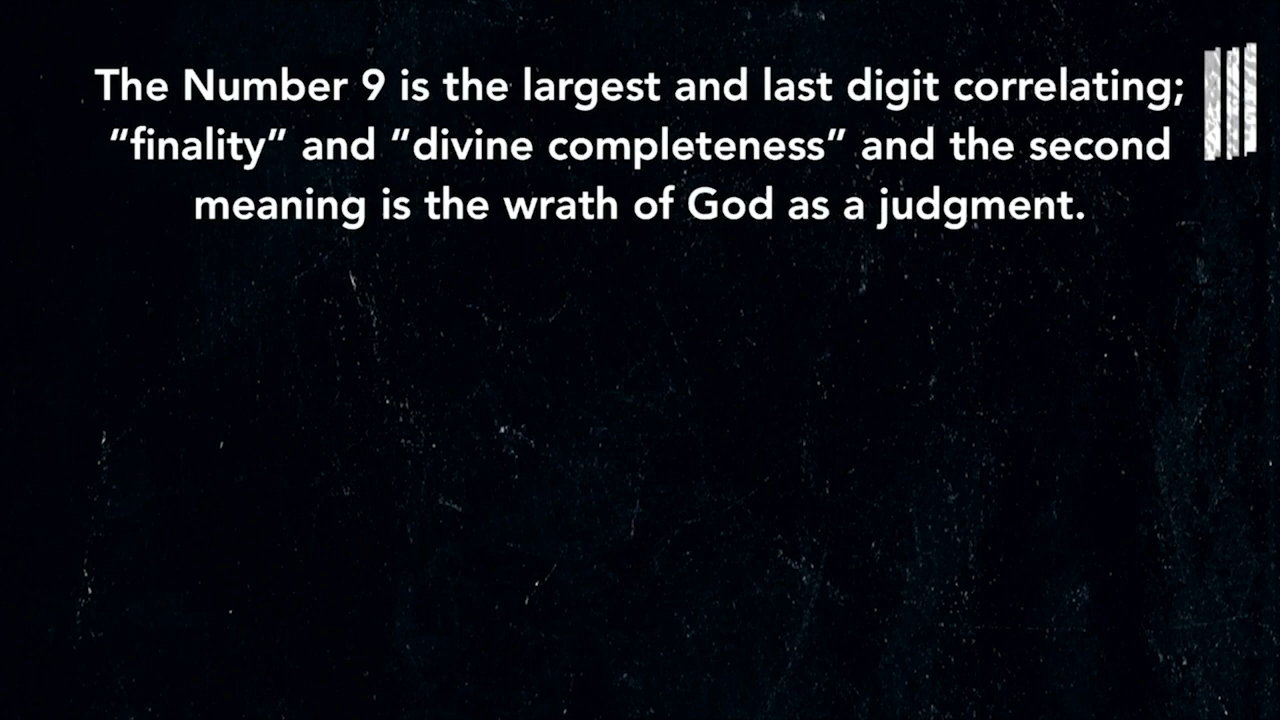 The Number 9 is the largest and last digit correlating;
“finality” and “divine completeness” and the second
meaning is the wrath of God as a judgment.